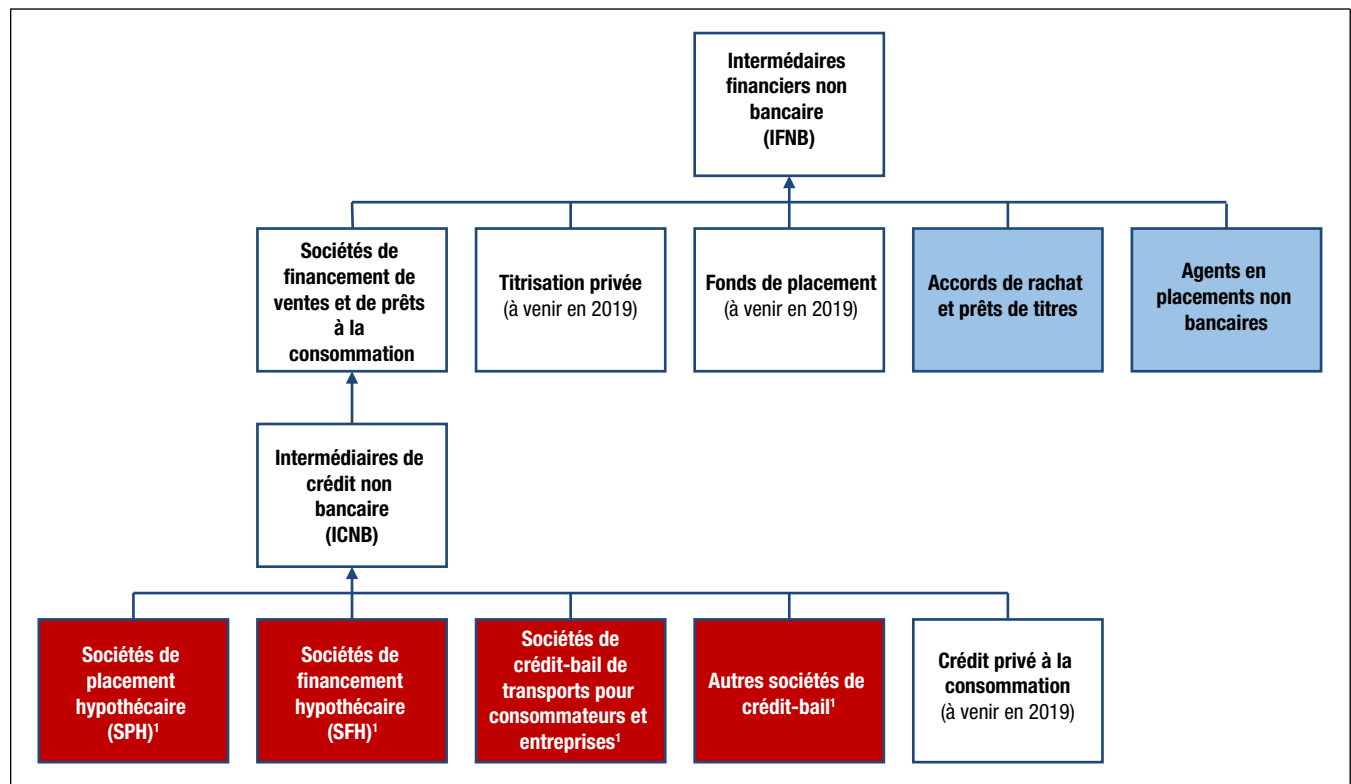 Intermédaires
financiers non
bancaire
(IFNB)
Sociétés de
financement de
ventes et de prêts
à la
consommation
Titrisation privée
(à venir en 2019)
Fonds de placement
(à venir en 2019)
Accords de rachat
et prêts de titres
Agents en
placements non
bancaires
Intermédiaires de
crédit non
bancaire
(ICNB)
Sociétés de
placement
hypothécaire
(SPH)¹
Sociétés de
financement
hypothécaire
(SFH)¹
Sociétés de
crédit-bail de
transports pour
consommateurs et
entreprises¹
Autres sociétés de
crédit-bail¹
Crédit privé à la
consommation
(à venir en 2019)